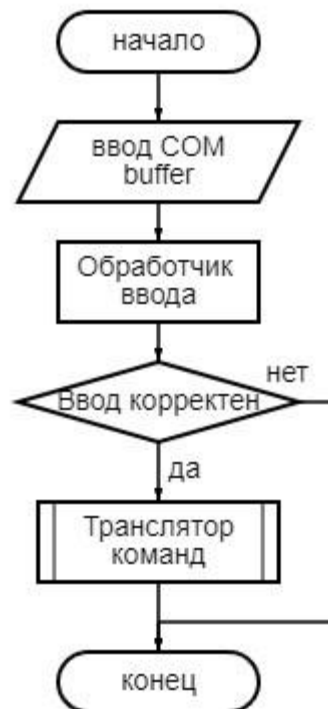 начало
ввод COM
buffer
Обработчик
ввода
нет
Ввод корректен
да
Транслятор
команд
конец